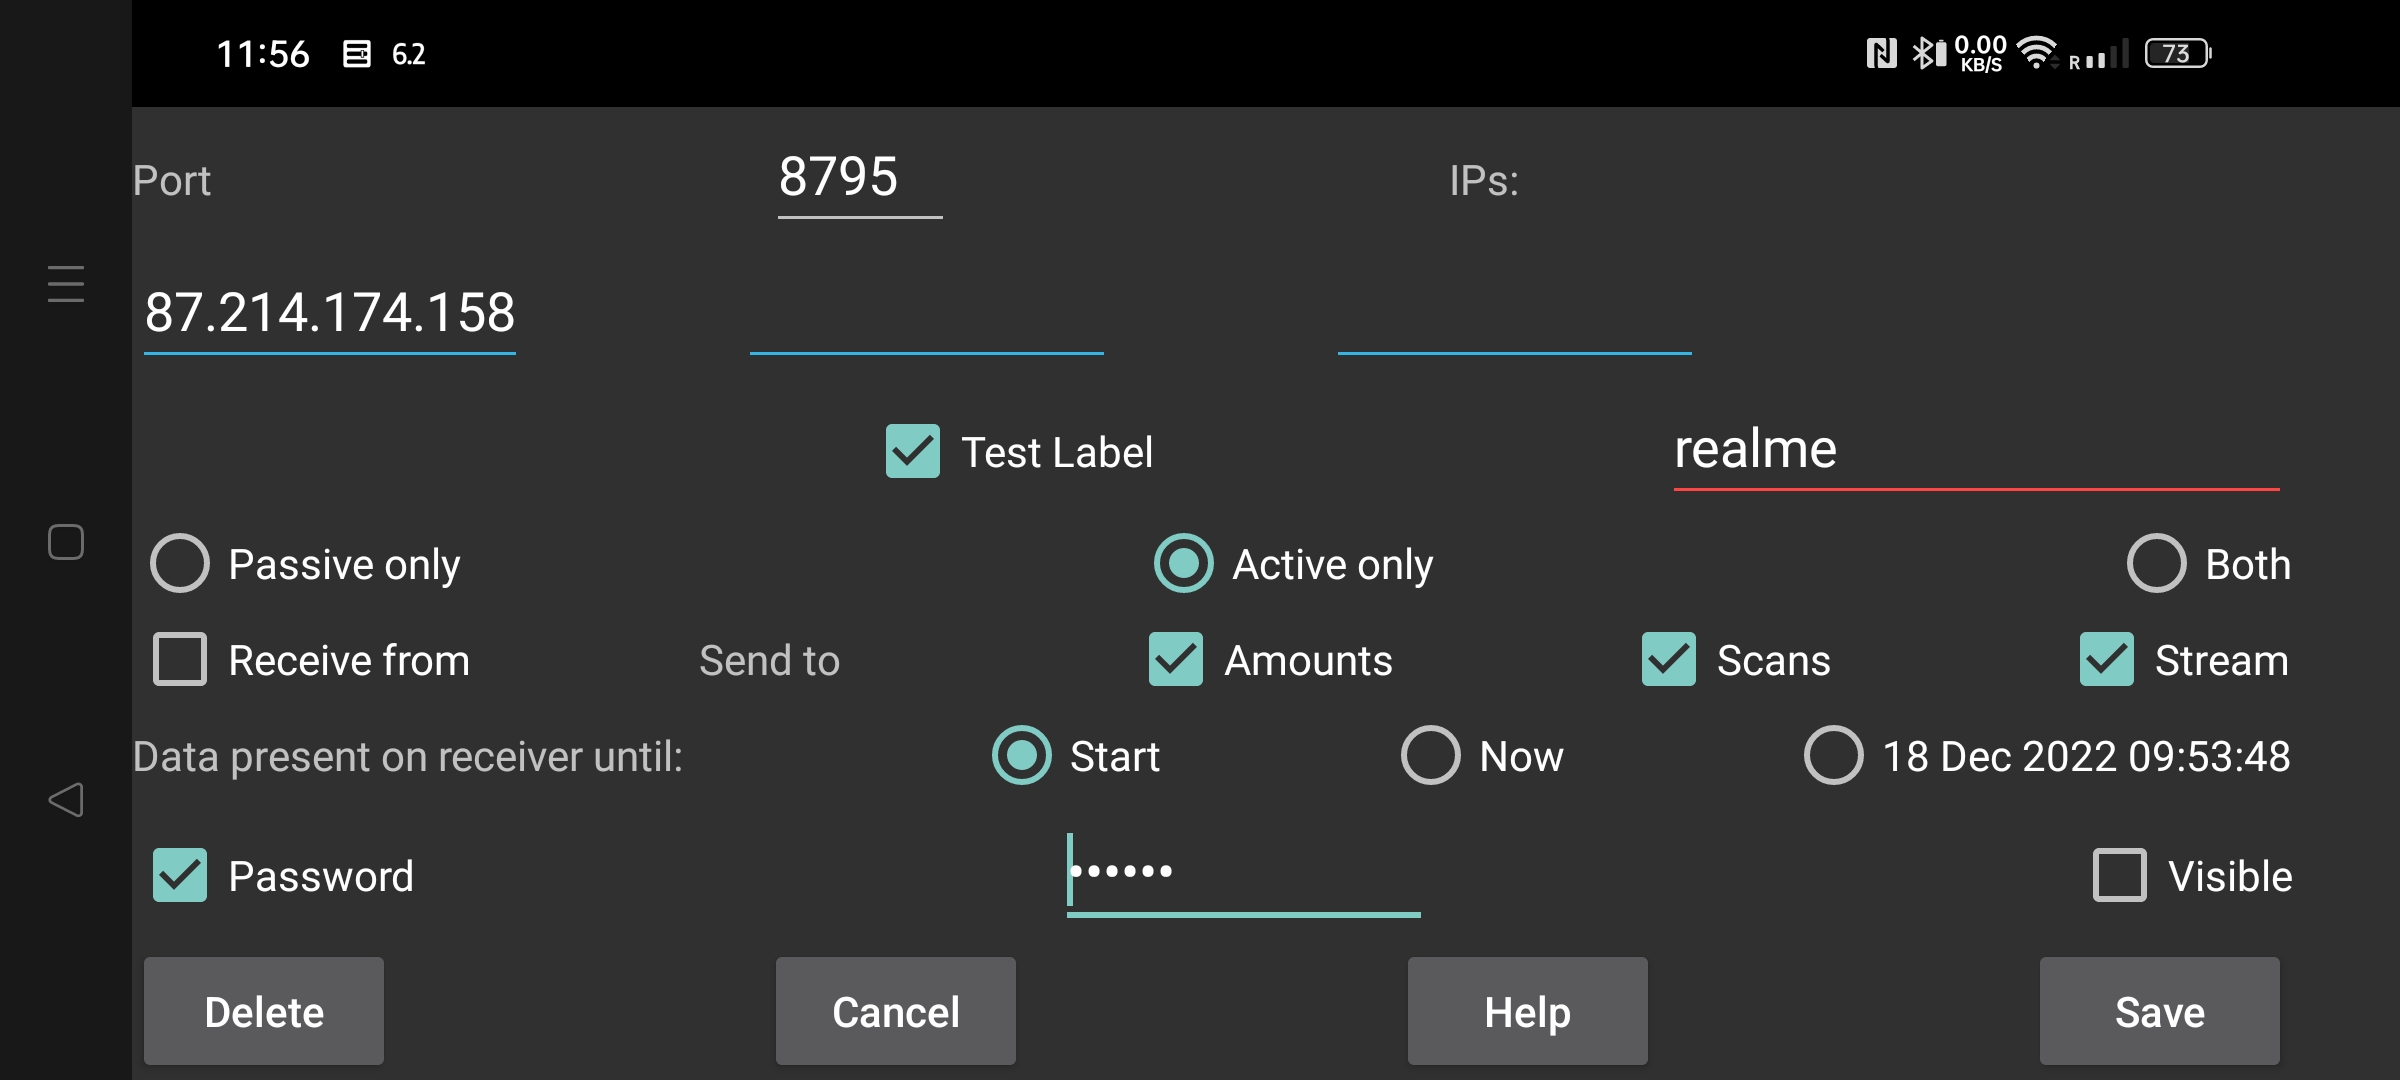 11:56 6.2 0.00 KB/S R 73
Port 8795 IPs:
87.214.174.158
Test Label realme
Passive only Active only Both
Receive from Send to Amounts Scans Stream
Data present on receiver until: Start Now 18 Dec 2022 09:53:48
Password •••••• Visible
Delete Cancel Help Save